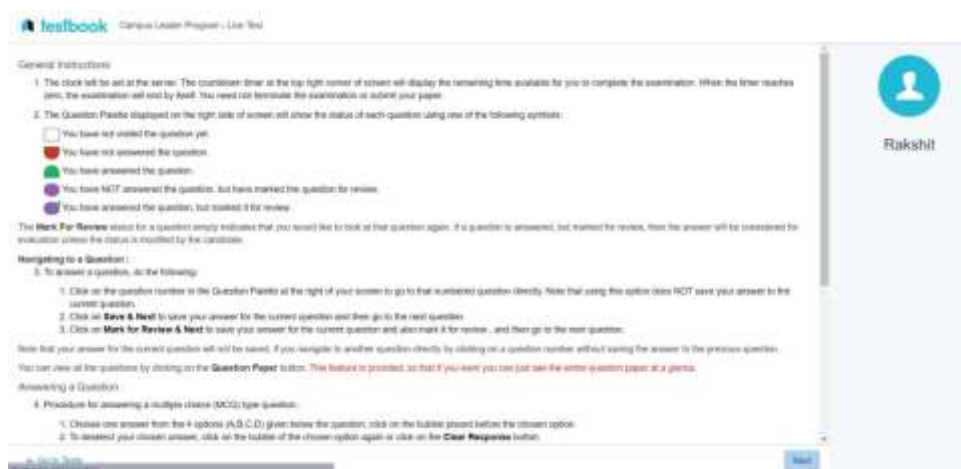 testbook Campus Leader Program - Live Test
General Instructions
1. The clock will be set at the server. The countdown timer at the top right corner of screen will display the remaining time available for you to complete the examination. When the timer reaches
zero, the examination will end by itself. You need not terminate the examination or submit your paper.
2. The Question Palette displayed on the right side of screen will show the status of each question using one of the following symbols:
You have not visited the question yet.
You have not answered the question.
You have answered the question.
You have NOT answered the question, but have marked the question for review.
You have answered the question, but marked it for review.
Rakshit
The Mark For Review status for a question simply indicates that you would like to look at that question again. If a question is answered, but marked for review, then the answer will be considered for
evaluation unless the status is modified by the candidate.
Navigating to a Question :
3. To answer a question, do the following:
1. Click on the question number in the Question Palette at the right of your screen to go to that numbered question directly. Note that using this option does NOT save your answer to the
current question.
2. Click on Save & Next to save your answer for the current question and then go to the next question.
3. Click on Mark for Review & Next to save your answer for the current question and also mark it for review , and then go to the next question.
Note that your answer for the current question will not be saved, if you navigate to another question directly by clicking on a question number without saving the answer to the previous question.
You can view all the questions by clicking on the Question Paper button. This feature is provided, so that if you want you can just see the entire question paper at a glance.
Answering a Question :
4. Procedure for answering a multiple choice (MCQ) type question:
1. Choose one answer from the 4 options (A,B,C,D) given below the question, click on the bubble placed before the chosen option.
2. To deselect your chosen answer, click on the bubble of the chosen option again or click on the Clear Response button.
Go to Tests
Next